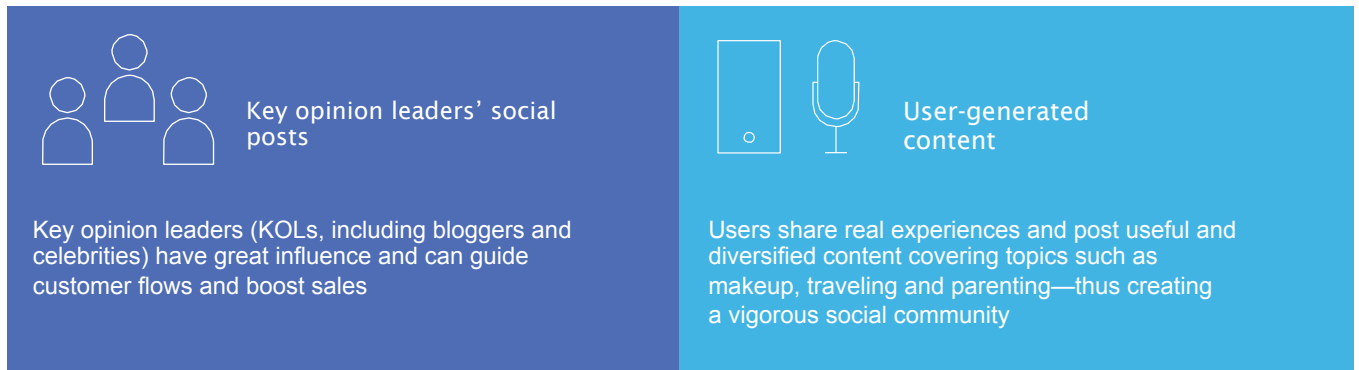 Key opinion leaders’ social
posts
Key opinion leaders (KOLs, including bloggers and
celebrities) have great influence and can guide
customer flows and boost sales
User-generated
content
Users share real experiences and post useful and
diversified content covering topics such as
makeup, traveling and parenting—thus creating
a vigorous social community